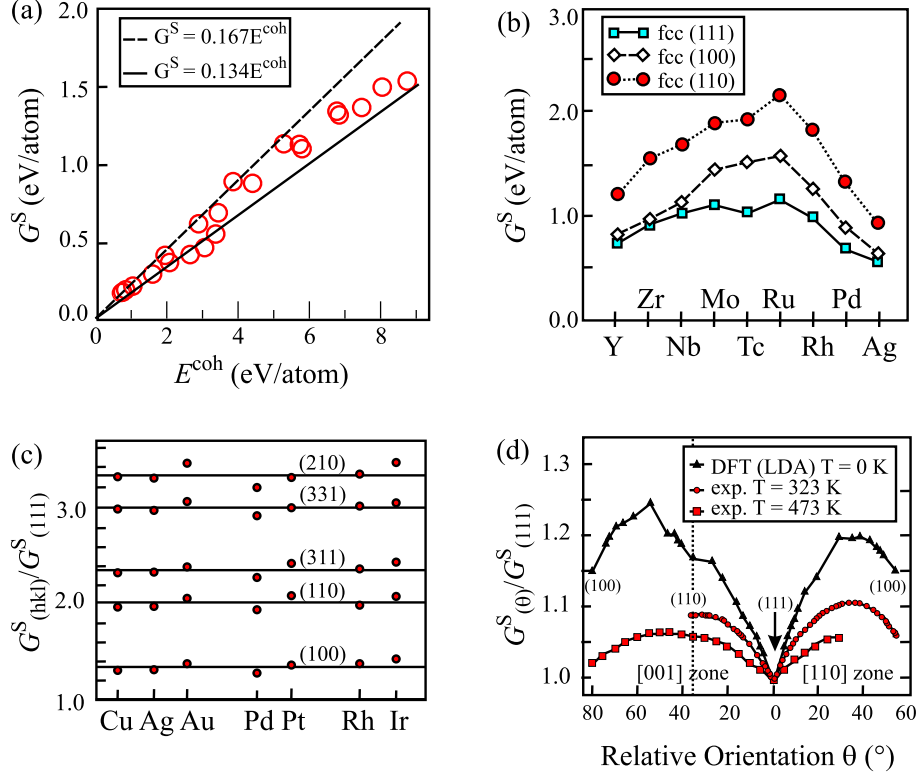 (a)
2.0
1.5
1.0
0.5
0.0
G^S (eV/atom)
G^S = 0.167E^coh
G^S = 0.134E^coh
0 2 4 6 8
E^coh (eV/atom)
(b)
3.0
2.0
1.0
0.0
G^S (eV/atom)
fcc (111)
fcc (100)
fcc (110)
Zr Mo Ru Pd
Y Nb Tc Rh Ag
(c)
3.0
2.0
1.0
G^S_(hkl)/G^S_(111)
(210)
(331)
(311)
(110)
(100)
Cu Ag Au Pd Pt Rh Ir
(d)
1.3
1.2
1.1
1.0
G^S_(θ)/G^S_(111)
DFT (LDA) T = 0 K
exp. T = 323 K
exp. T = 473 K
(100) (110) (111) (100)
[001] zone [110] zone
80 60 40 20 0 20 40 60
Relative Orientation θ (°)